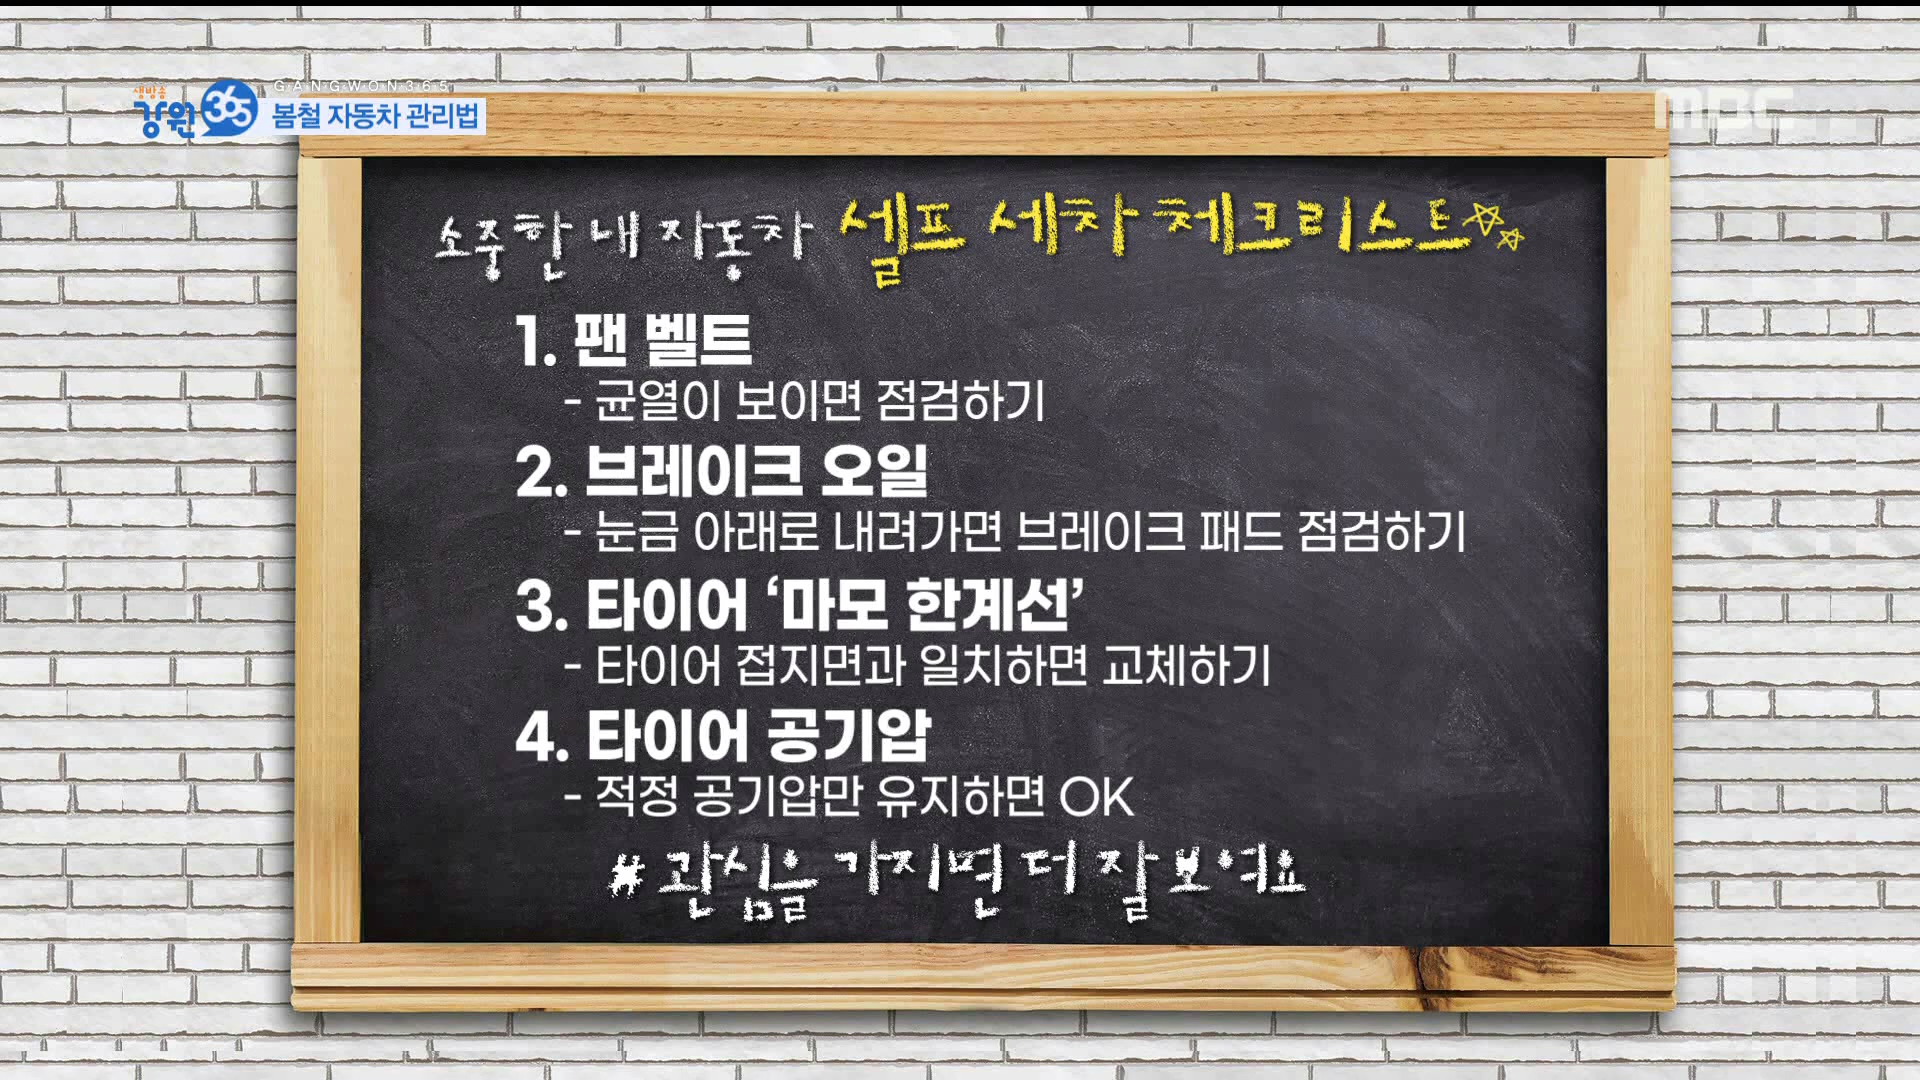 GANGWON365
생방송
강원 365
봄철 자동차 관리법
MBC
소중한 내 자동차 셀프 세차 체크리스트
1. 팬 벨트
- 균열이 보이면 점검하기
2. 브레이크 오일
- 눈금 아래로 내려가면 브레이크 패드 점검하기
3. 타이어 ‘마모 한계선’
- 타이어 접지면과 일치하면 교체하기
4. 타이어 공기압
- 적정 공기압만 유지하면 OK
# 관심을 가지면 더 잘 보여요